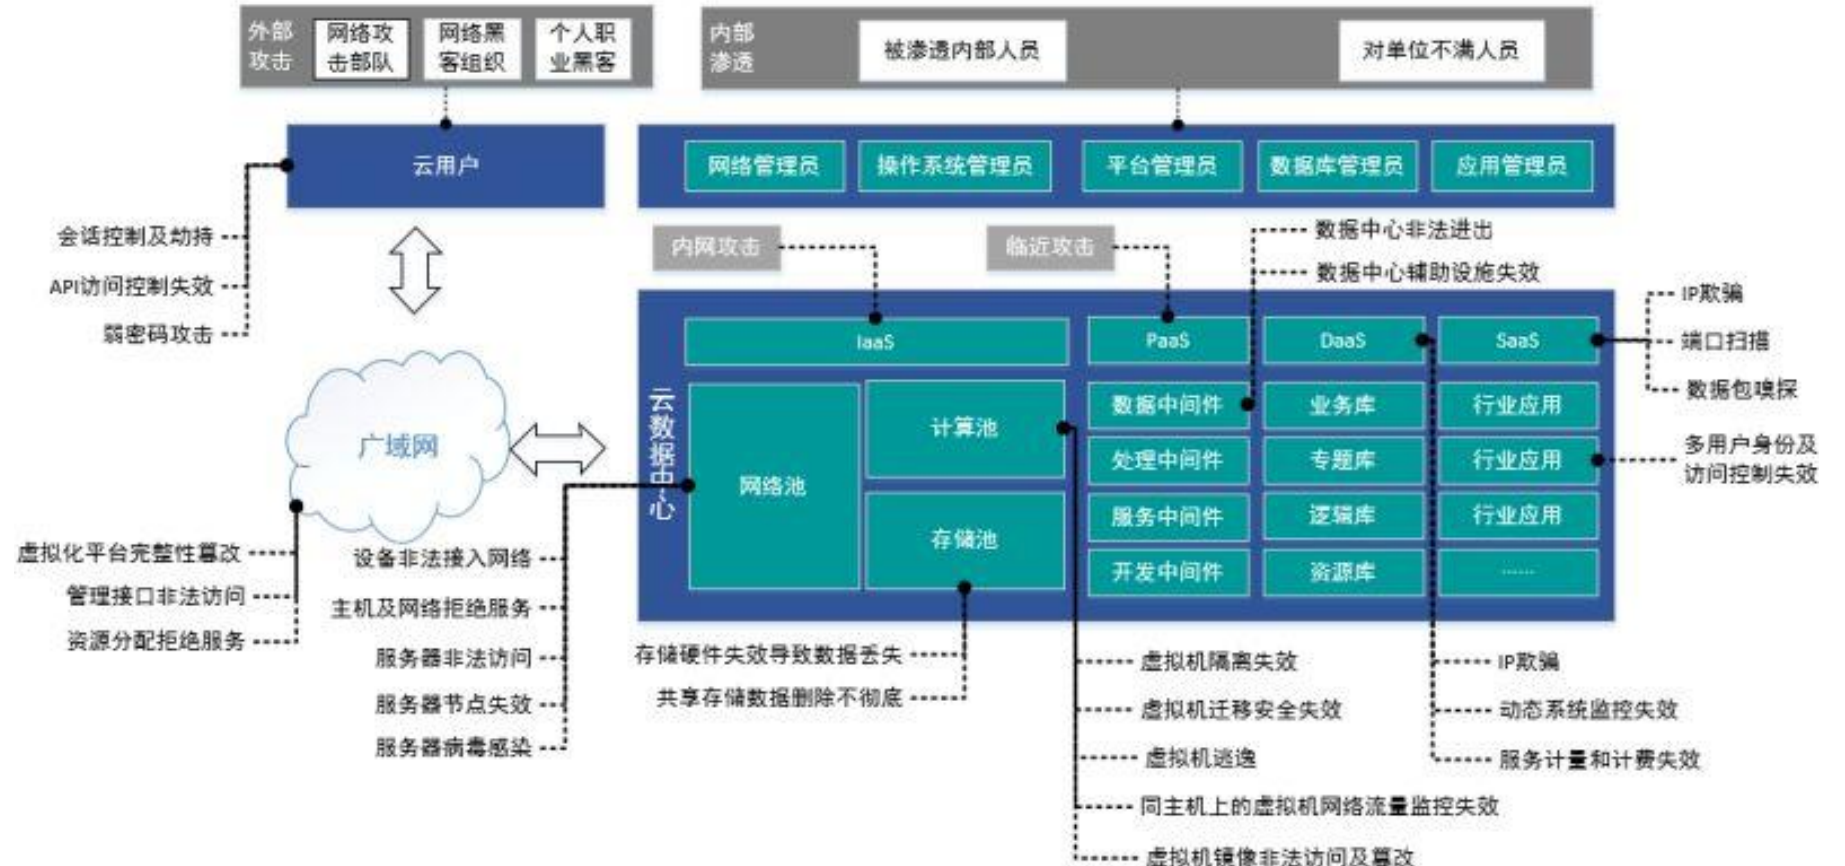 外部
攻击
网络攻
击部队
网络黑
客组织
个人职
业黑客
内部
渗透
被渗透内部人员
对单位不满人员
云用户
网络管理员
操作系统管理员
平台管理员
数据库管理员
应用管理员
会话控制及劫持
API访问控制失效
弱密码攻击
内网攻击
临近攻击
数据中心非法进出
数据中心辅助设施失效
IP欺骗
端口扫描
数据包嗅探
多用户身份及
访问控制失效
云数据中心
IaaS
PaaS
DaaS
SaaS
网络池
计算池
存储池
数据中间件
业务库
行业应用
处理中间件
专题库
行业应用
服务中间件
逻辑库
行业应用
开发中间件
资源库
……
广域网
虚拟化平台完整性篡改
管理接口非法访问
资源分配拒绝服务
设备非法接入网络
主机及网络拒绝服务
服务器非法访问
服务器节点失效
服务器病毒感染
存储硬件失效导致数据丢失
共享存储数据删除不彻底
虚拟机隔离失效
虚拟机迁移安全失效
虚拟机逃逸
同主机上的虚拟机网络流量监控失效
虚拟机镜像非法访问及篡改
IP欺骗
动态系统监控失效
服务计量和计费失效